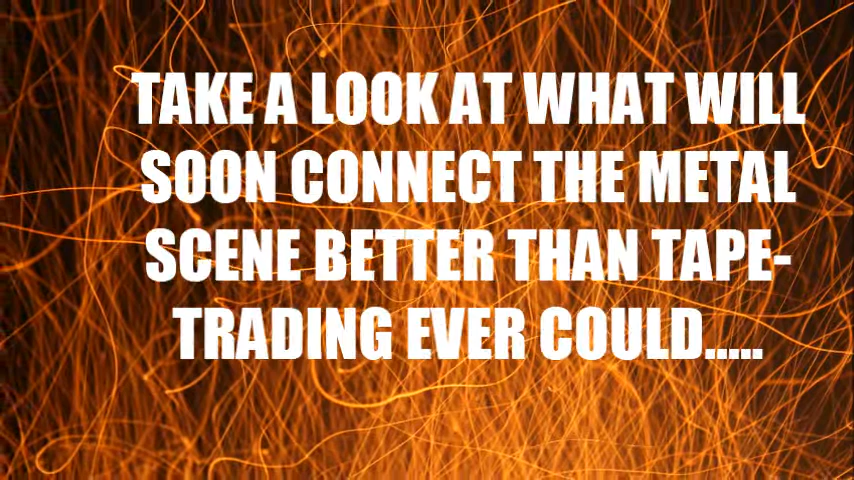 TAKE A LOOK AT WHAT WILL
SOON CONNECT THE METAL
SCENE BETTER THAN TAPE-
TRADING EVER COULD.....